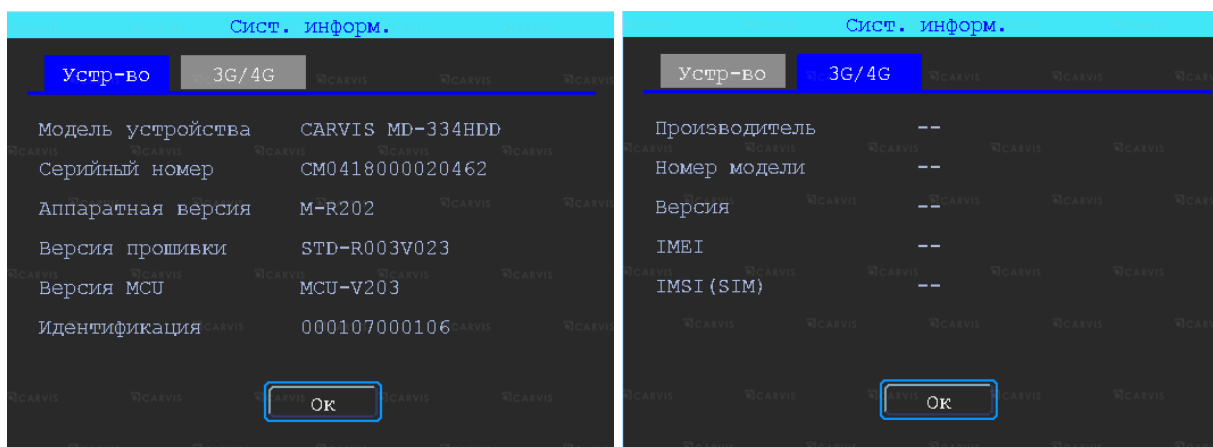 Сист. информ.
Устр-во 3G/4G
Модель устройства CARVIS MD-334HDD
Серийный номер CM0418000020462
Аппаратная версия M-R202
Версия прошивки STD-R003V023
Версия MCU MCU-V203
Идентификация 000107000106
Ок
Сист. информ.
Устр-во 3G/4G
Производитель --
Номер модели --
Версия --
IMEI --
IMSI(SIM) --
Ок